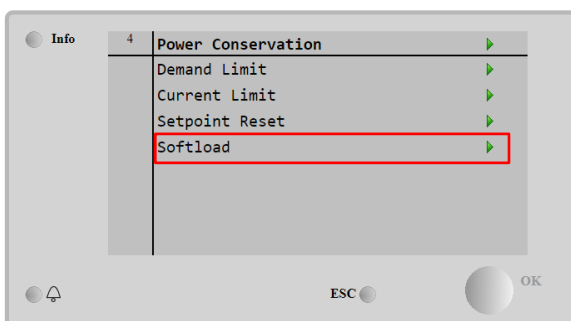 Info
4 Power Conservation
Demand Limit
Current Limit
Setpoint Reset
Softload
ESC
OK